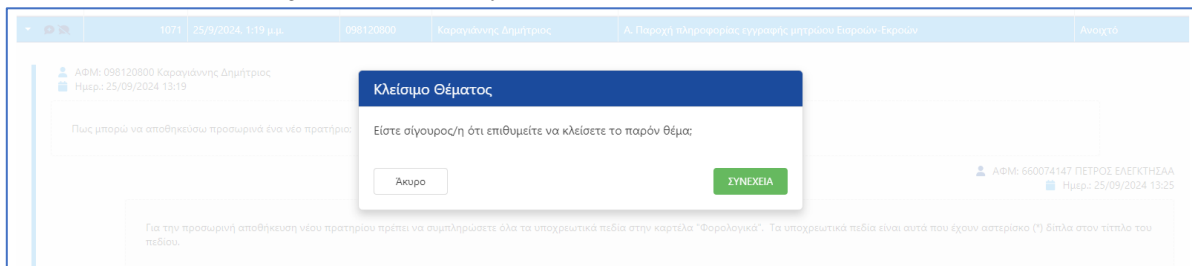 1071 25/9/2024, 1:19 μ.μ. 098120800 Καραγιάννης Δημήτριος Α. Παροχή πληροφορίας εγγραφής μητρώου Εισροών-Εκροών Ανοιχτό
ΑΦΜ: 098120800 Καραγιάννης Δημήτριος
Ημερ.: 25/09/2024 13:19
Πως μπορώ να αποθηκεύσω προσωρινά ένα νέο πρατήριο;
Κλείσιμο Θέματος
Είστε σίγουρος/η ότι επιθυμείτε να κλείσετε το παρόν θέμα;
Άκυρο ΣΥΝΕΧΕΙΑ
ΑΦΜ: 660074147 ΠΕΤΡΟΣ ΕΛΕΓΚΤΗΣΑΑ
Ημερ.: 25/09/2024 13:25
Για την προσωρινή αποθήκευση νέου πρατηρίου πρέπει να συμπληρώσετε όλα τα υποχρεωτικά πεδία στην καρτέλα "Φορολογικά". Τα υποχρεωτικά πεδία είναι αυτά που έχουν αστερίσκο (*) δίπλα στον τίτπλο του
πεδίου.